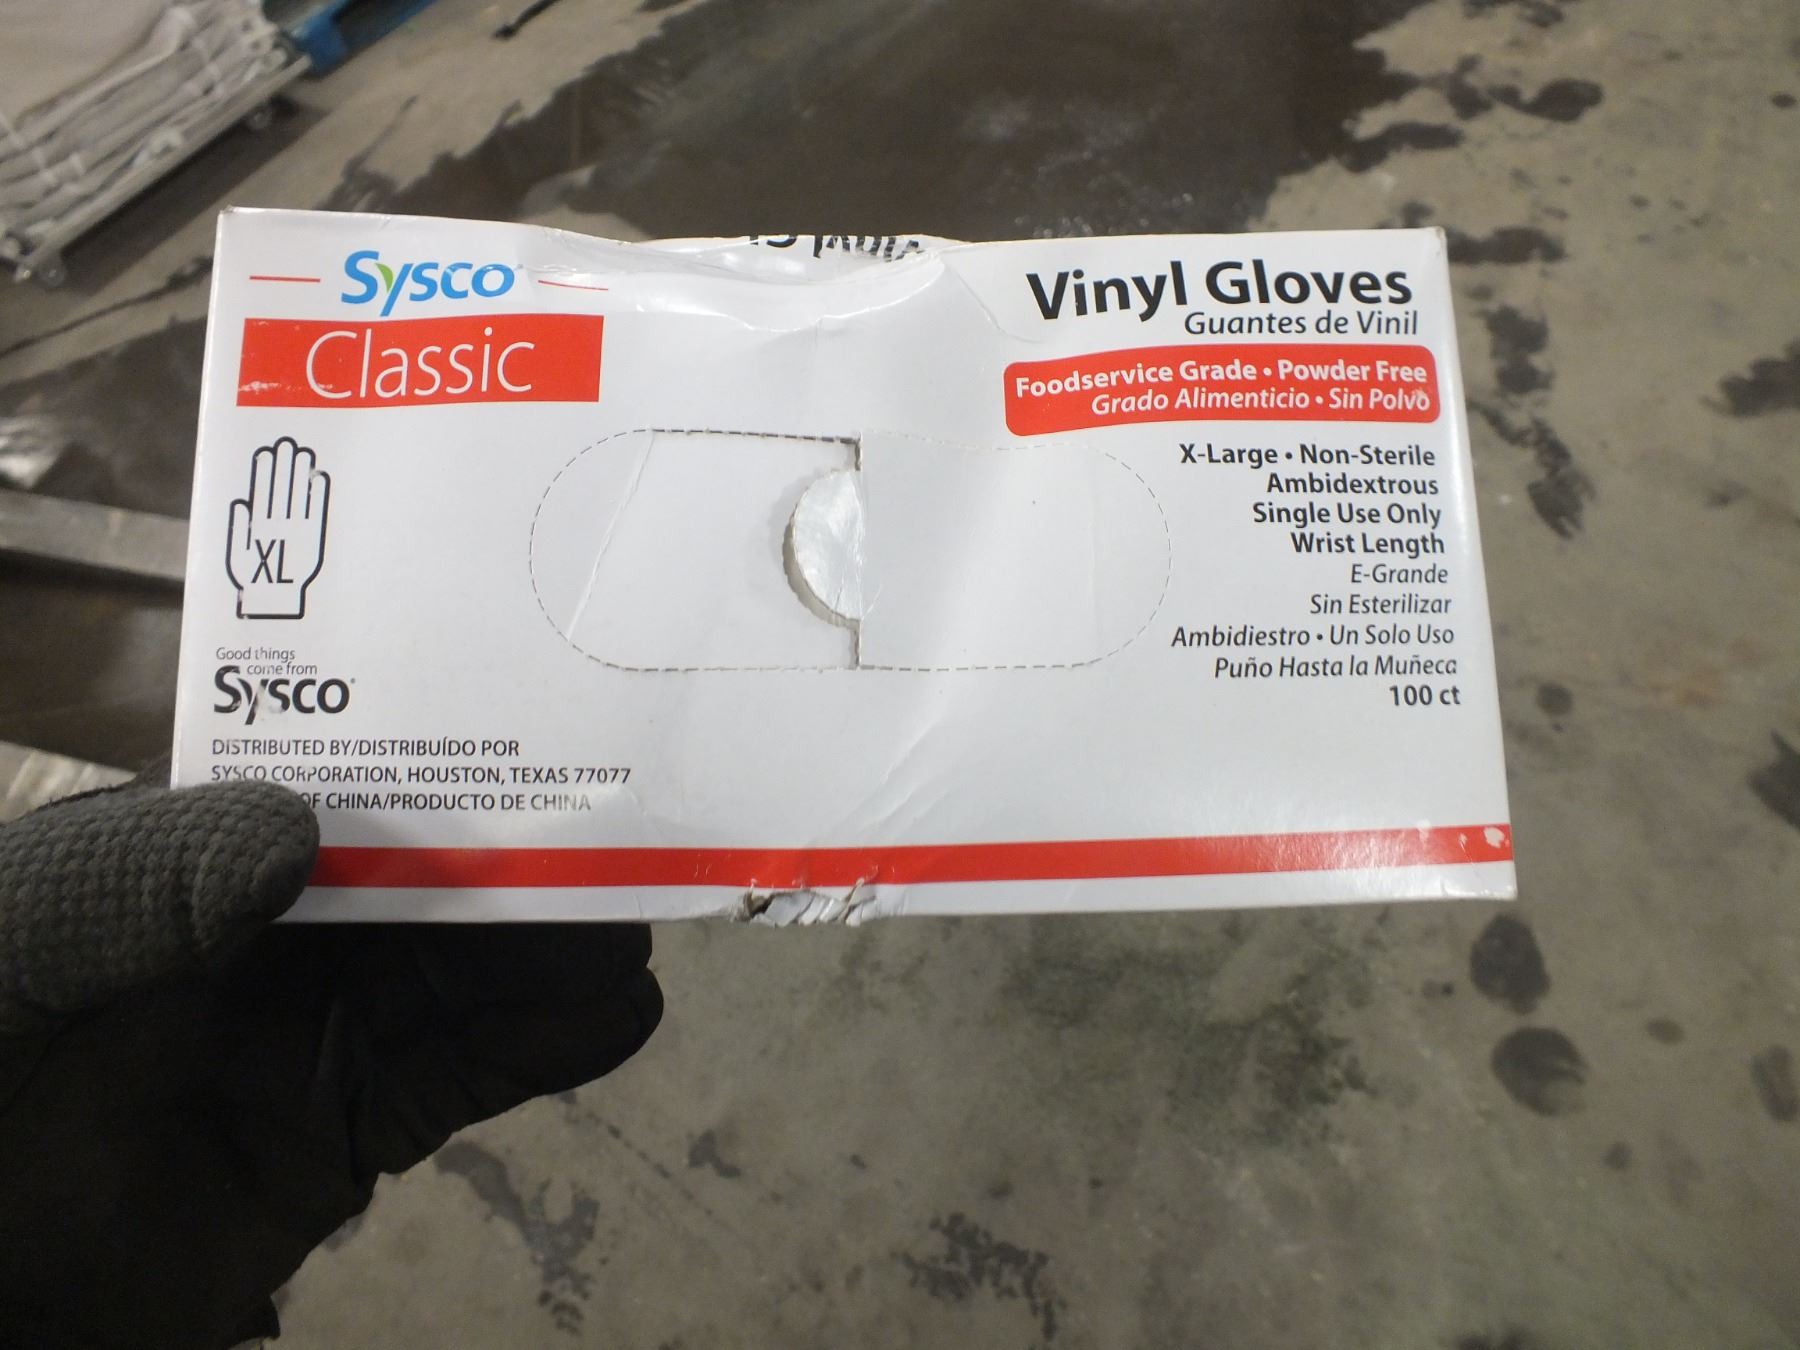 Sysco
Classic
XL
Good things
come from
Sysco
DISTRIBUTED BY/DISTRIBUÍDO POR
SYSCO CORPORATION, HOUSTON, TEXAS 77077
OF CHINA/PRODUCTO DE CHINA
Vinyl Gloves
Guantes de Vinil
Foodservice Grade • Powder Free
Grado Alimenticio • Sin Polvo
X-Large • Non-Sterile
Ambidextrous
Single Use Only
Wrist Length
E-Grande
Sin Esterilizar
Ambidiestro • Un Solo Uso
Puño Hasta la Muñeca
100 ct